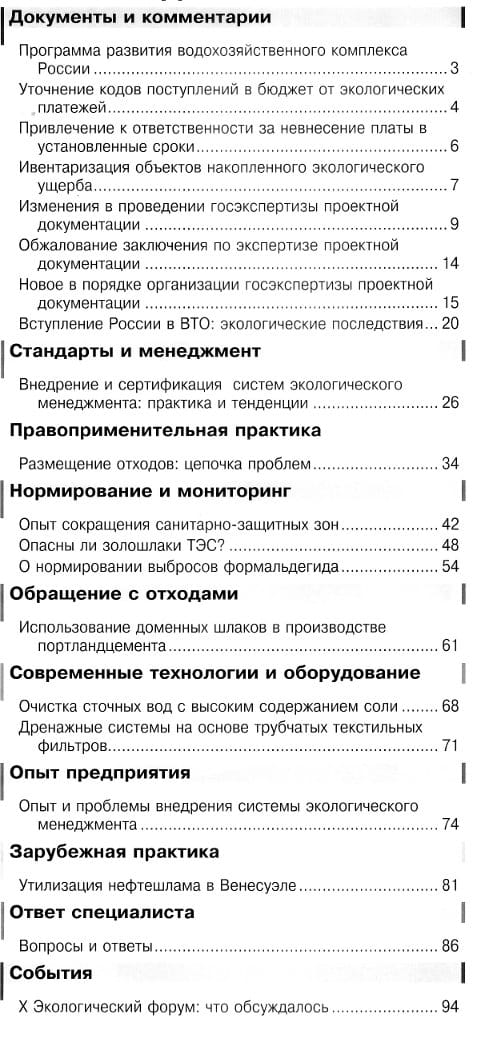 Документы и комментарии
Программа развития водохозяйственного комплекса
России ........ 3
Уточнение кодов поступлений в бюджет от экологических
платежей ........ 4
Привлечение к ответственности за невнесение платы в
установленные сроки ........ 6
Ивентаризация объектов накопленного экологического
ущерба ........ 7
Изменения в проведении госэкспертизы проектной
документации ........ 9
Обжалование заключения по экспертизе проектной
документации ........ 14
Новое в порядке организации госэкспертизы проектной
документации ........ 15
Вступление России в ВТО: экологические последствия... 20
Стандарты и менеджмент
Внедрение и сертификация систем экологического
менеджмента: практика и тенденции ........ 26
Правоприменительная практика
Размещение отходов: цепочка проблем ........ 34
Нормирование и мониторинг
Опыт сокращения санитарно-защитных зон ........ 42
Опасны ли золошлаки ТЭС? ........ 48
О нормировании выбросов формальдегида ........ 54
Обращение с отходами
Использование доменных шлаков в производстве
портландцемента ........ 61
Современные технологии и оборудование
Очистка сточных вод с высоким содержанием соли ........ 68
Дренажные системы на основе трубчатых текстильных
фильтров ........ 71
Опыт предприятия
Опыт и проблемы внедрения системы экологического
менеджмента ........ 74
Зарубежная практика
Утилизация нефтешлама в Венесуэле ........ 81
Ответ специалиста
Вопросы и ответы ........ 86
События
X Экологический форум: что обсуждалось ........ 94